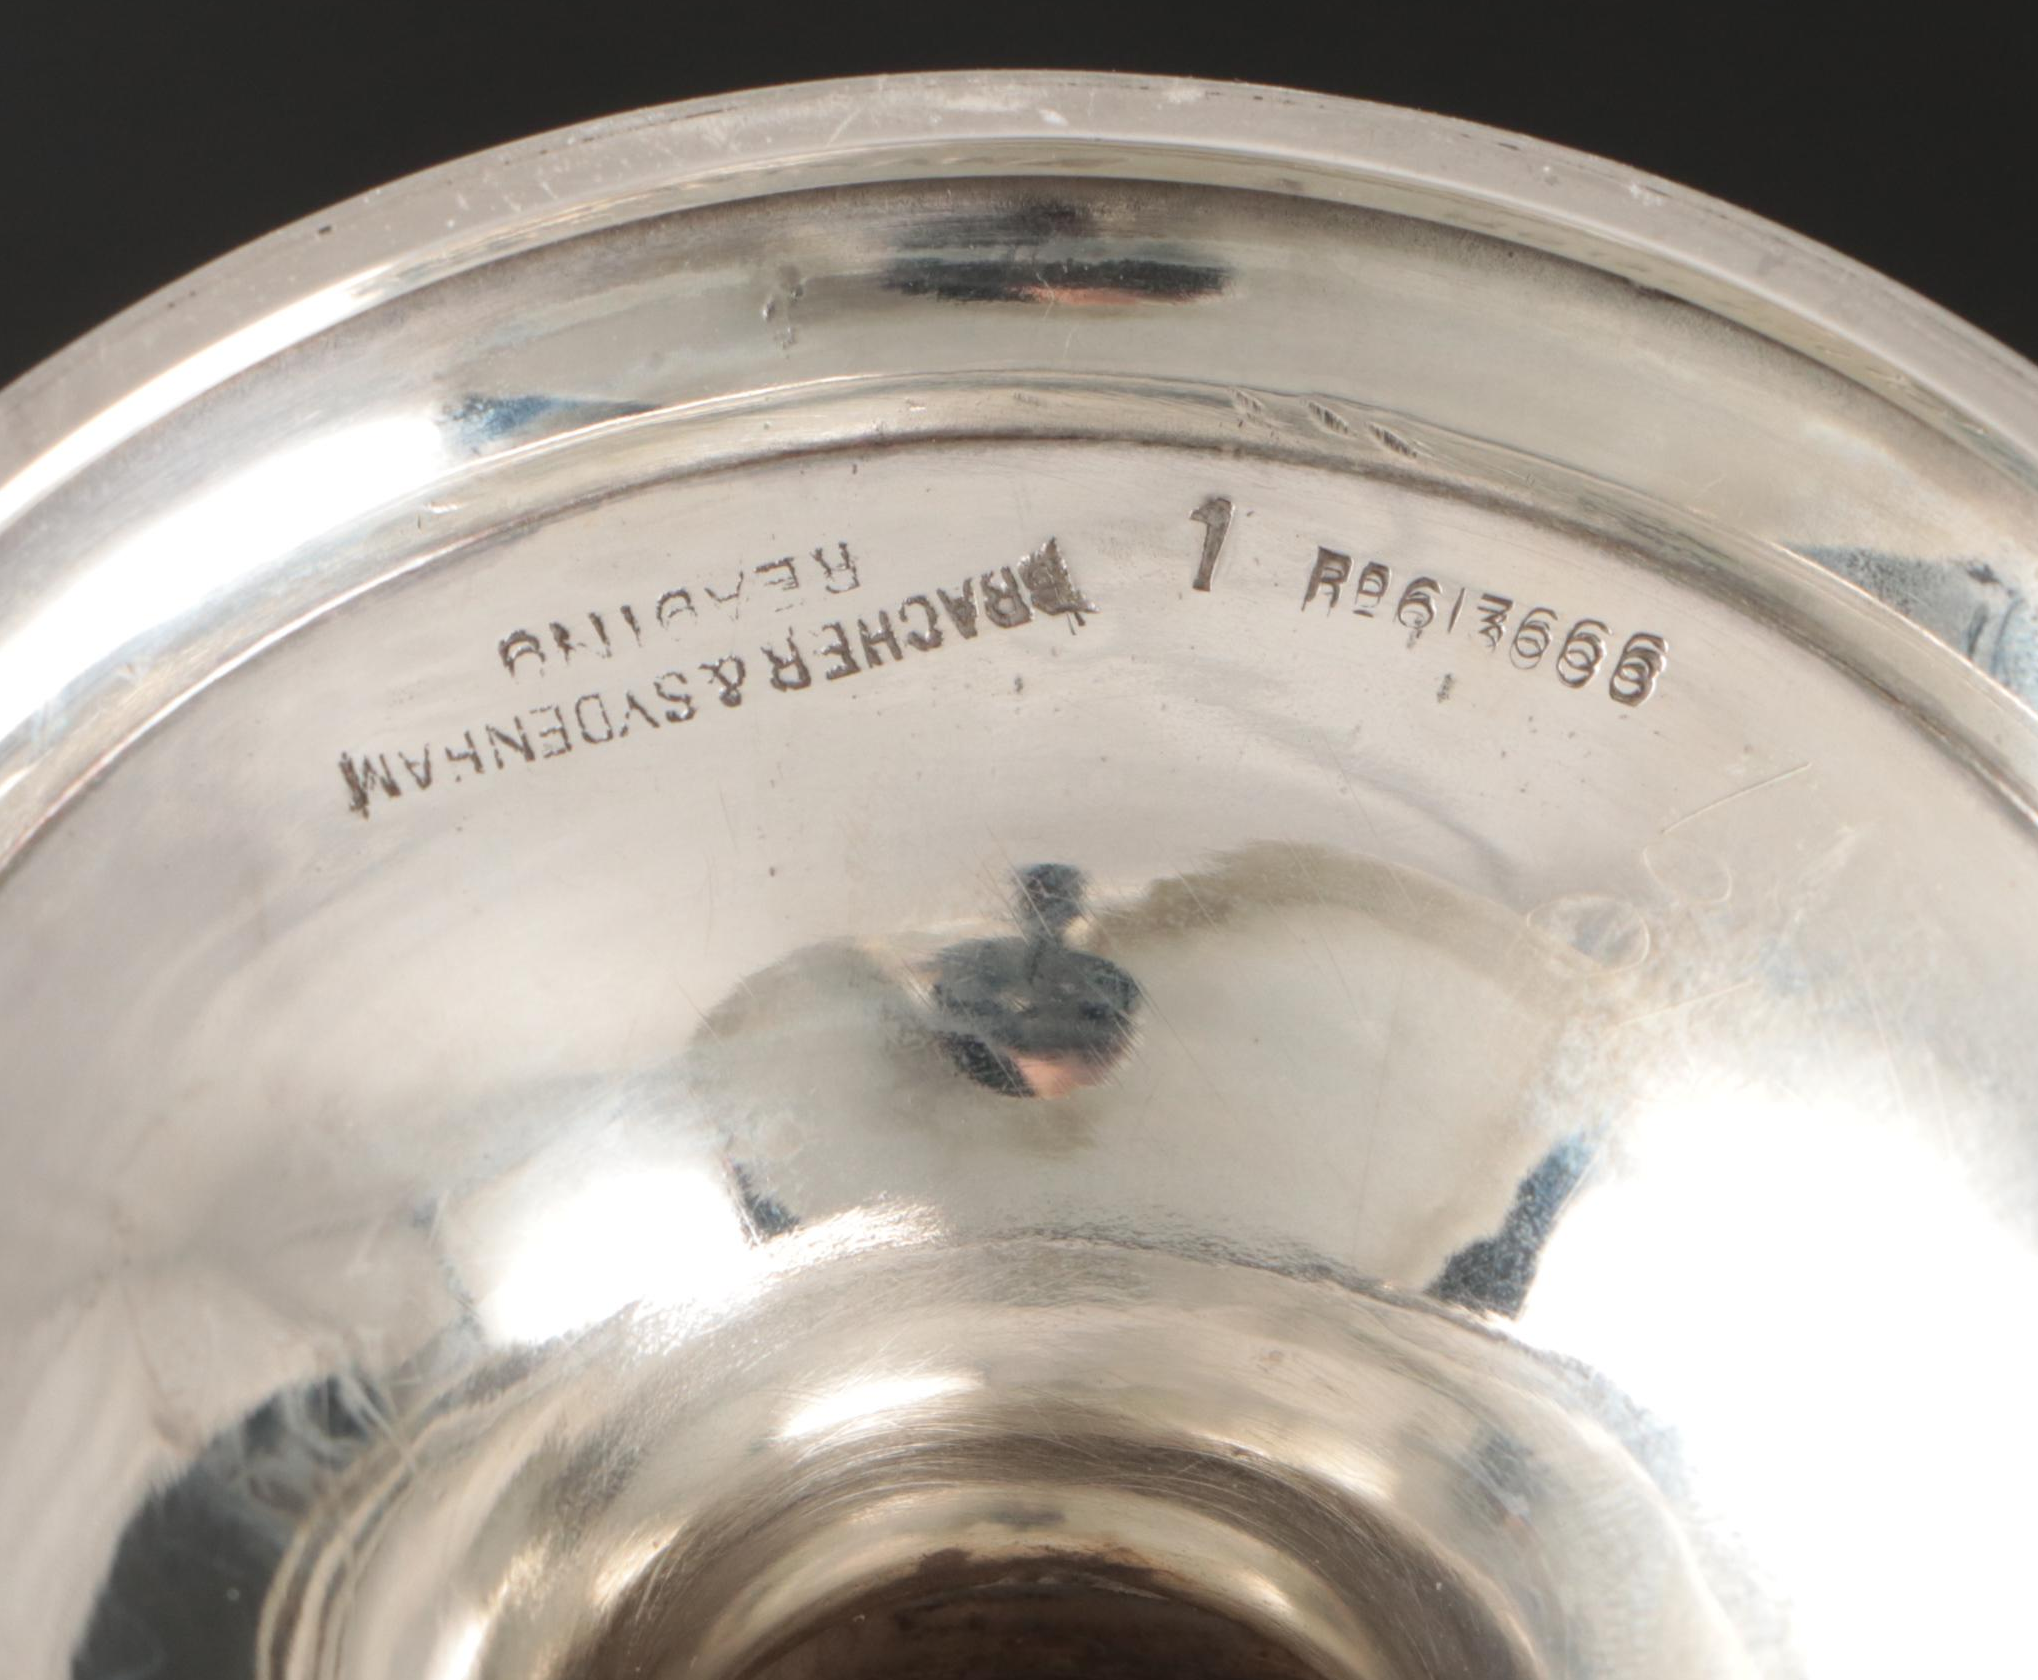 BRACHER & SYDENHAM
READING
1
RD 613666